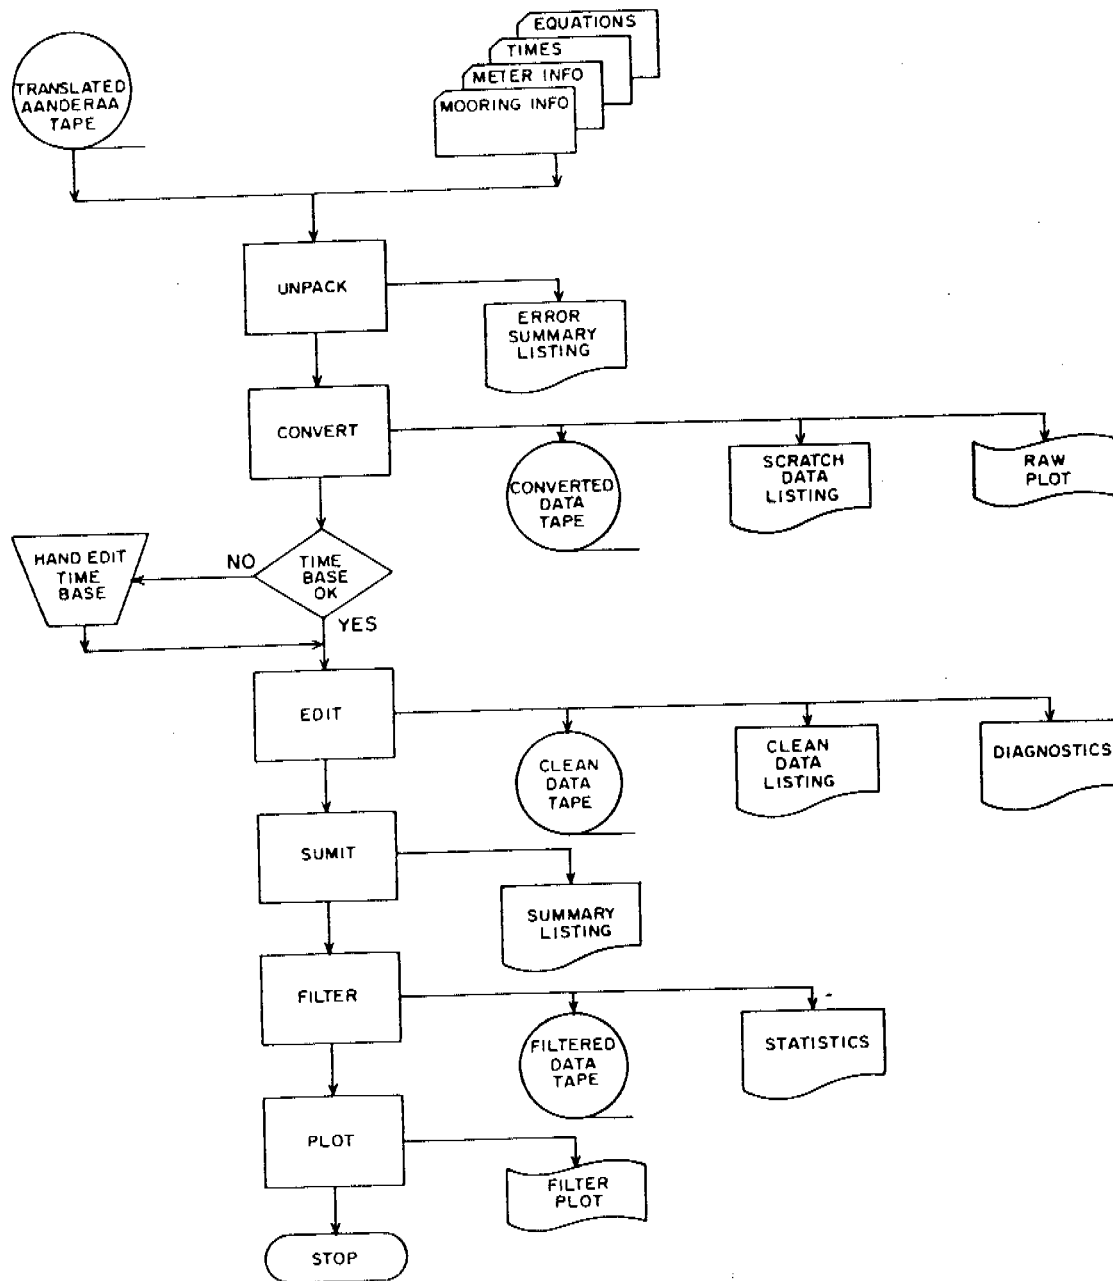 EQUATIONS
TIMES
METER INFO
MOORING INFO
TRANSLATED
AANDERAA
TAPE
UNPACK
ERROR
SUMMARY
LISTING
CONVERT
CONVERTED
DATA
TAPE
SCRATCH
DATA
LISTING
RAW
PLOT
HAND EDIT
TIME
BASE
NO
TIME
BASE
OK
YES
EDIT
CLEAN
DATA
TAPE
CLEAN
DATA
LISTING
DIAGNOSTICS
SUMIT
SUMMARY
LISTING
FILTER
FILTERED
DATA
TAPE
STATISTICS
PLOT
FILTER
PLOT
STOP